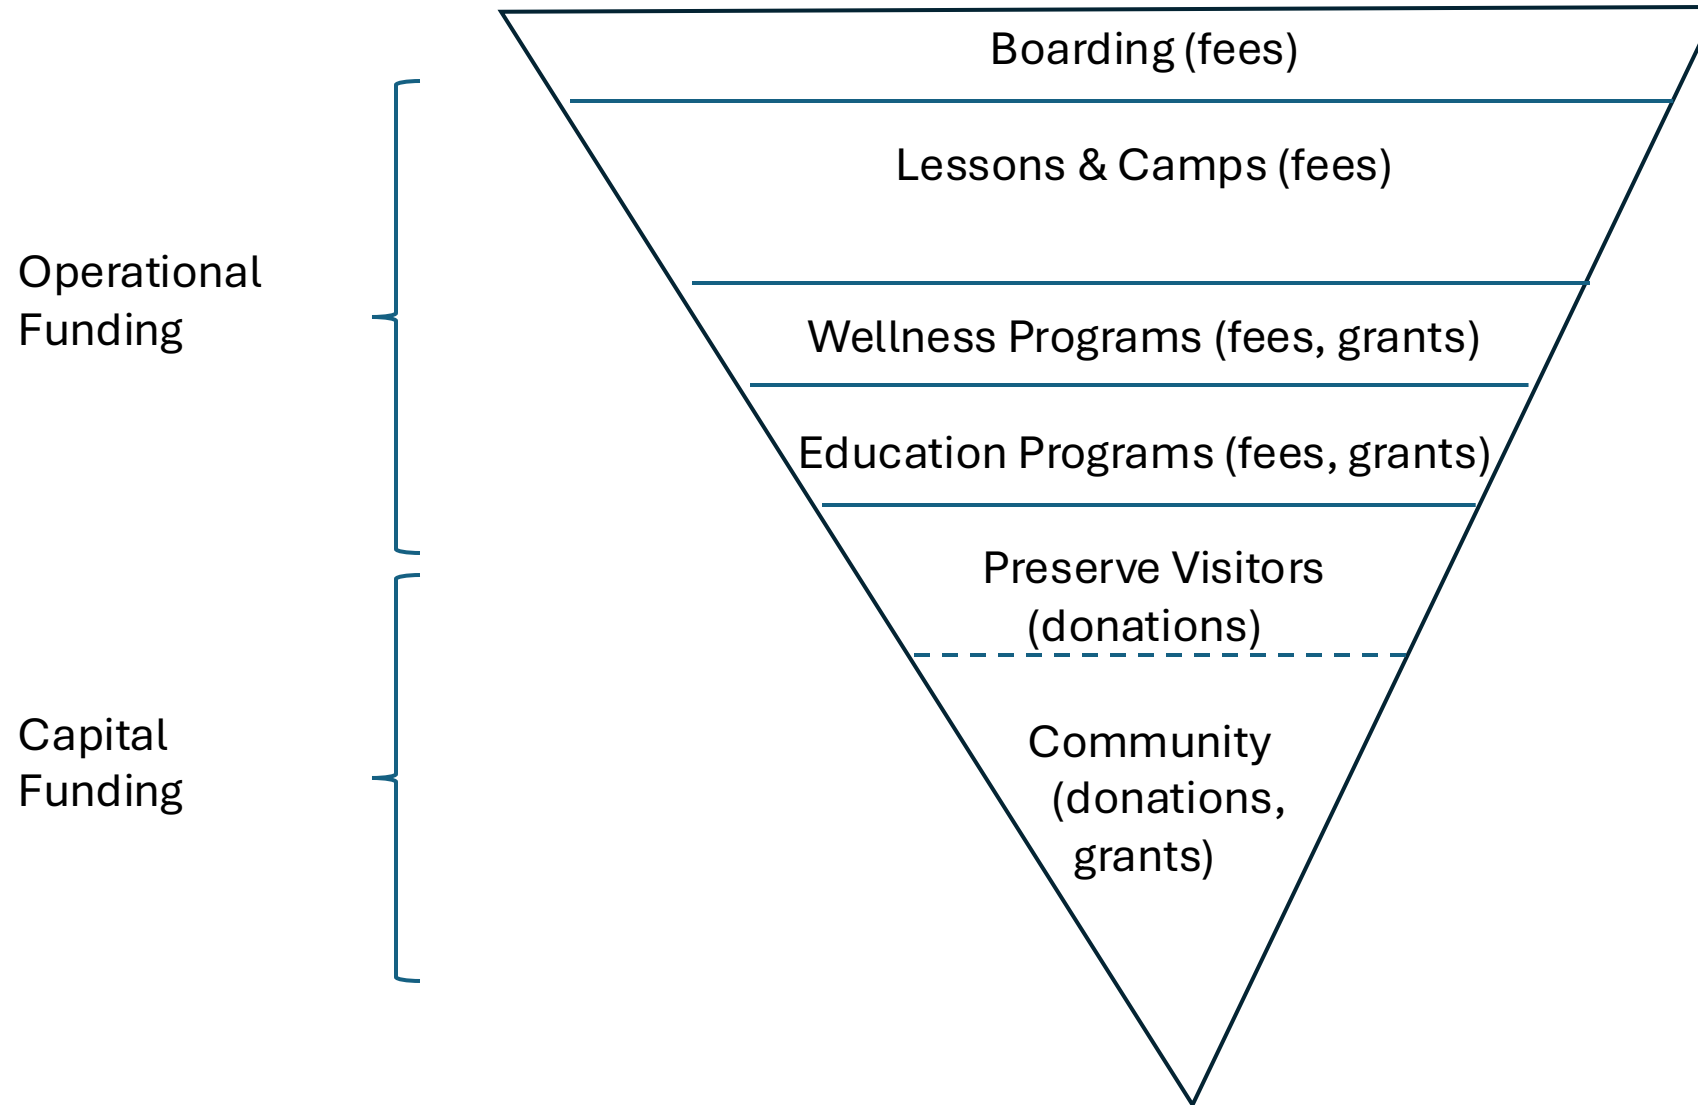 Boarding (fees)
Lessons & Camps (fees)
Operational
Funding
Wellness Programs (fees, grants)
Education Programs (fees, grants)
Preserve Visitors
(donations)
Capital
Funding
Community
(donations,
grants)